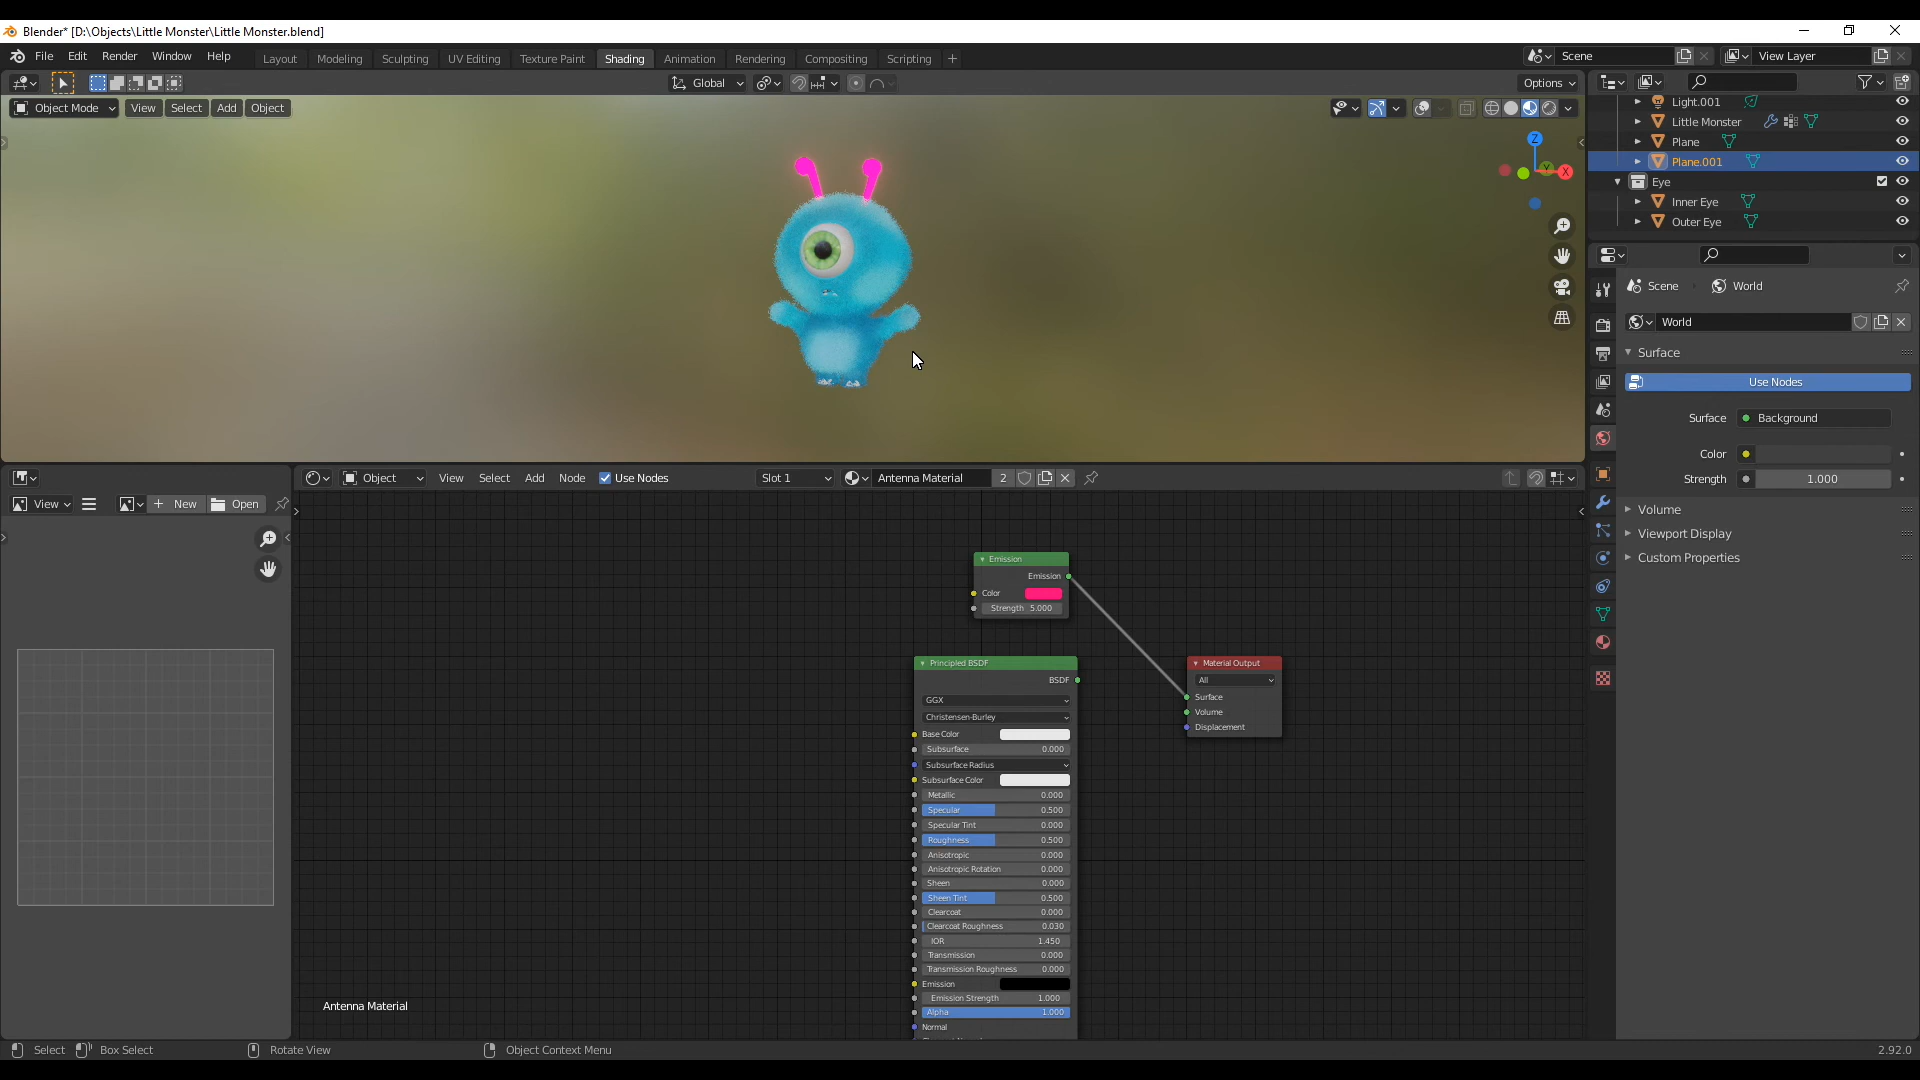 Blender* [D:\Objects\Little Monster\Little Monster.blend]
File Edit Render Window Help Layout Modeling Sculpting UV Editing Texture Paint Shading Animation Rendering Compositing Scripting + Scene View Layer
Global Options
Object Mode View Select Add Object
Z
Y
X
Light.001
Little Monster
Plane
Plane.001
Eye
Inner Eye
Outer Eye
Scene World
World
Surface
Use Nodes
Surface Background
Color
Strength 1.000
Volume
Viewport Display
Custom Properties
Object View Select Add Node Use Nodes Slot 1 Antenna Material 2
View + New Open
Emission
Emission
Color
Strength 5.000
Principled BSDF
BSDF
GGX
Christensen-Burley
Base Color
Subsurface 0.000
Subsurface Radius
Subsurface Color
Metallic 0.000
Specular 0.500
Specular Tint 0.000
Roughness 0.500
Anisotropic 0.000
Anisotropic Rotation 0.000
Sheen 0.000
Sheen Tint 0.500
Clearcoat 0.000
Clearcoat Roughness 0.030
IOR 1.450
Transmission 0.000
Transmission Roughness 0.000
Emission
Emission Strength 1.000
Alpha 1.000
Normal
Material Output
All
Surface
Volume
Displacement
Antenna Material
Select Box Select Rotate View Object Context Menu 2.92.0